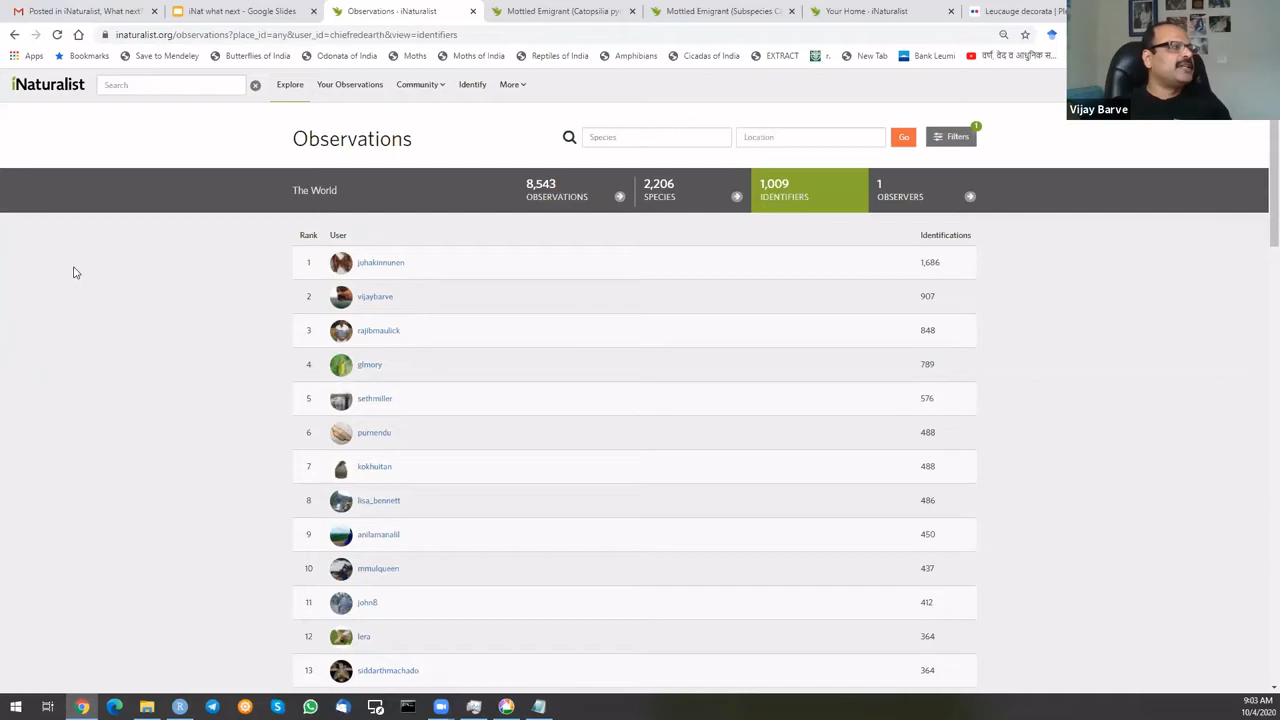 Posted in iNaturalist, What next?
iNat what next - Google Slides
Observations · iNaturalist
Mottled Emigrant (Catopsilia py
Mottled Emigrant (Subspecies C
Your Home · iNaturalist
Leucauge decorata
inaturalist.org/observations?place_id=any&user_id=chiefredearth&view=identifiers
Apps
Bookmarks
Save to Mendeley
Butterflies of India
Odonata of India
Moths
Reptiles of India
Amphibians
Cicadas of India
EXTRACT
r.
New Tab
Bank Leumi
वर्ण, वेद व आधुनिक स...
Vijay Barve
iNaturalist
Search
Explore
Your Observations
Community
Identify
More
Observations
Species
Location
Go
Filters
1
The World
8,543
OBSERVATIONS
2,206
SPECIES
1,009
IDENTIFIERS
1
OBSERVERS
Rank User Identifications
1 juhakinnunen 1,686
2 vijaybarve 907
3 rajibmaulick 848
4 glmory 789
5 sethmiller 576
6 purnendu 488
7 kokhuitan 488
8 lisa_bennett 486
9 anilamanalil 450
10 mmulqueen 437
11 john8 412
12 lera 364
13 siddarthmachado 364
9:03 AM
10/4/2020